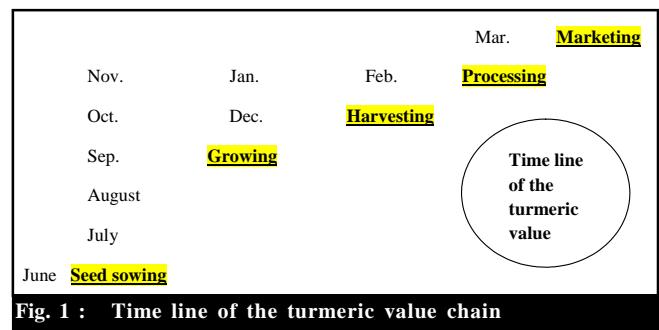 Mar. Marketing
Nov. Jan. Feb. Processing
Oct. Dec. Harvesting
Sep. Growing
August
July
June Seed sowing
Time line
of the
turmeric
value
Fig. 1 : Time line of the turmeric value chain